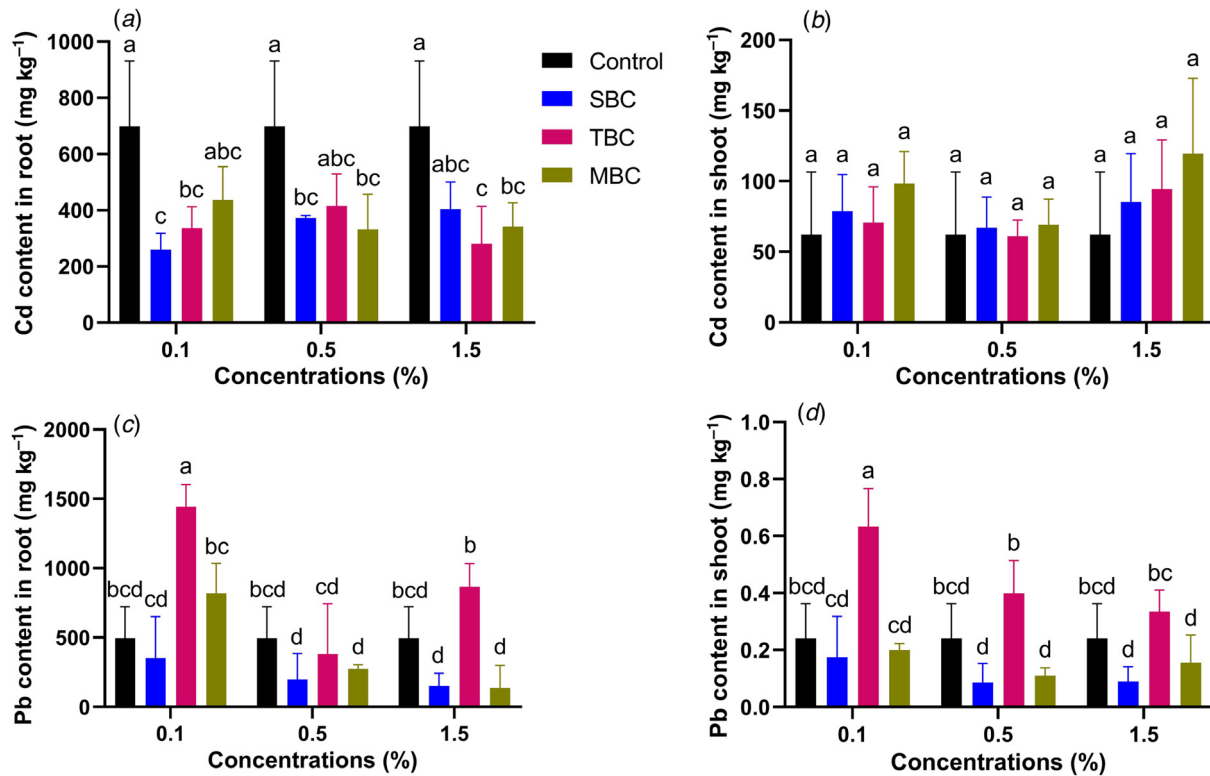 (a)
Cd content in root (mg kg⁻¹)
1000
800
600
400
200
0
a
c
bc
abc
a
bc
abc
bc
a
abc
c
bc
0.1
0.5
1.5
Concentrations (%)
Control
SBC
TBC
MBC
(b)
Cd content in shoot (mg kg⁻¹)
200
150
100
50
0
a
a
a
a
a
a
a
a
a
a
a
a
0.1
0.5
1.5
Concentrations (%)
(c)
Pb content in root (mg kg⁻¹)
2000
1500
1000
500
0
bcd
cd
a
bc
bcd
d
cd
d
bcd
d
b
d
0.1
0.5
1.5
Concentrations (%)
(d)
Pb content in shoot (mg kg⁻¹)
1.0
0.8
0.6
0.4
0.2
0.0
bcd
cd
a
cd
bcd
d
b
d
bcd
d
bc
d
0.1
0.5
1.5
Concentrations (%)